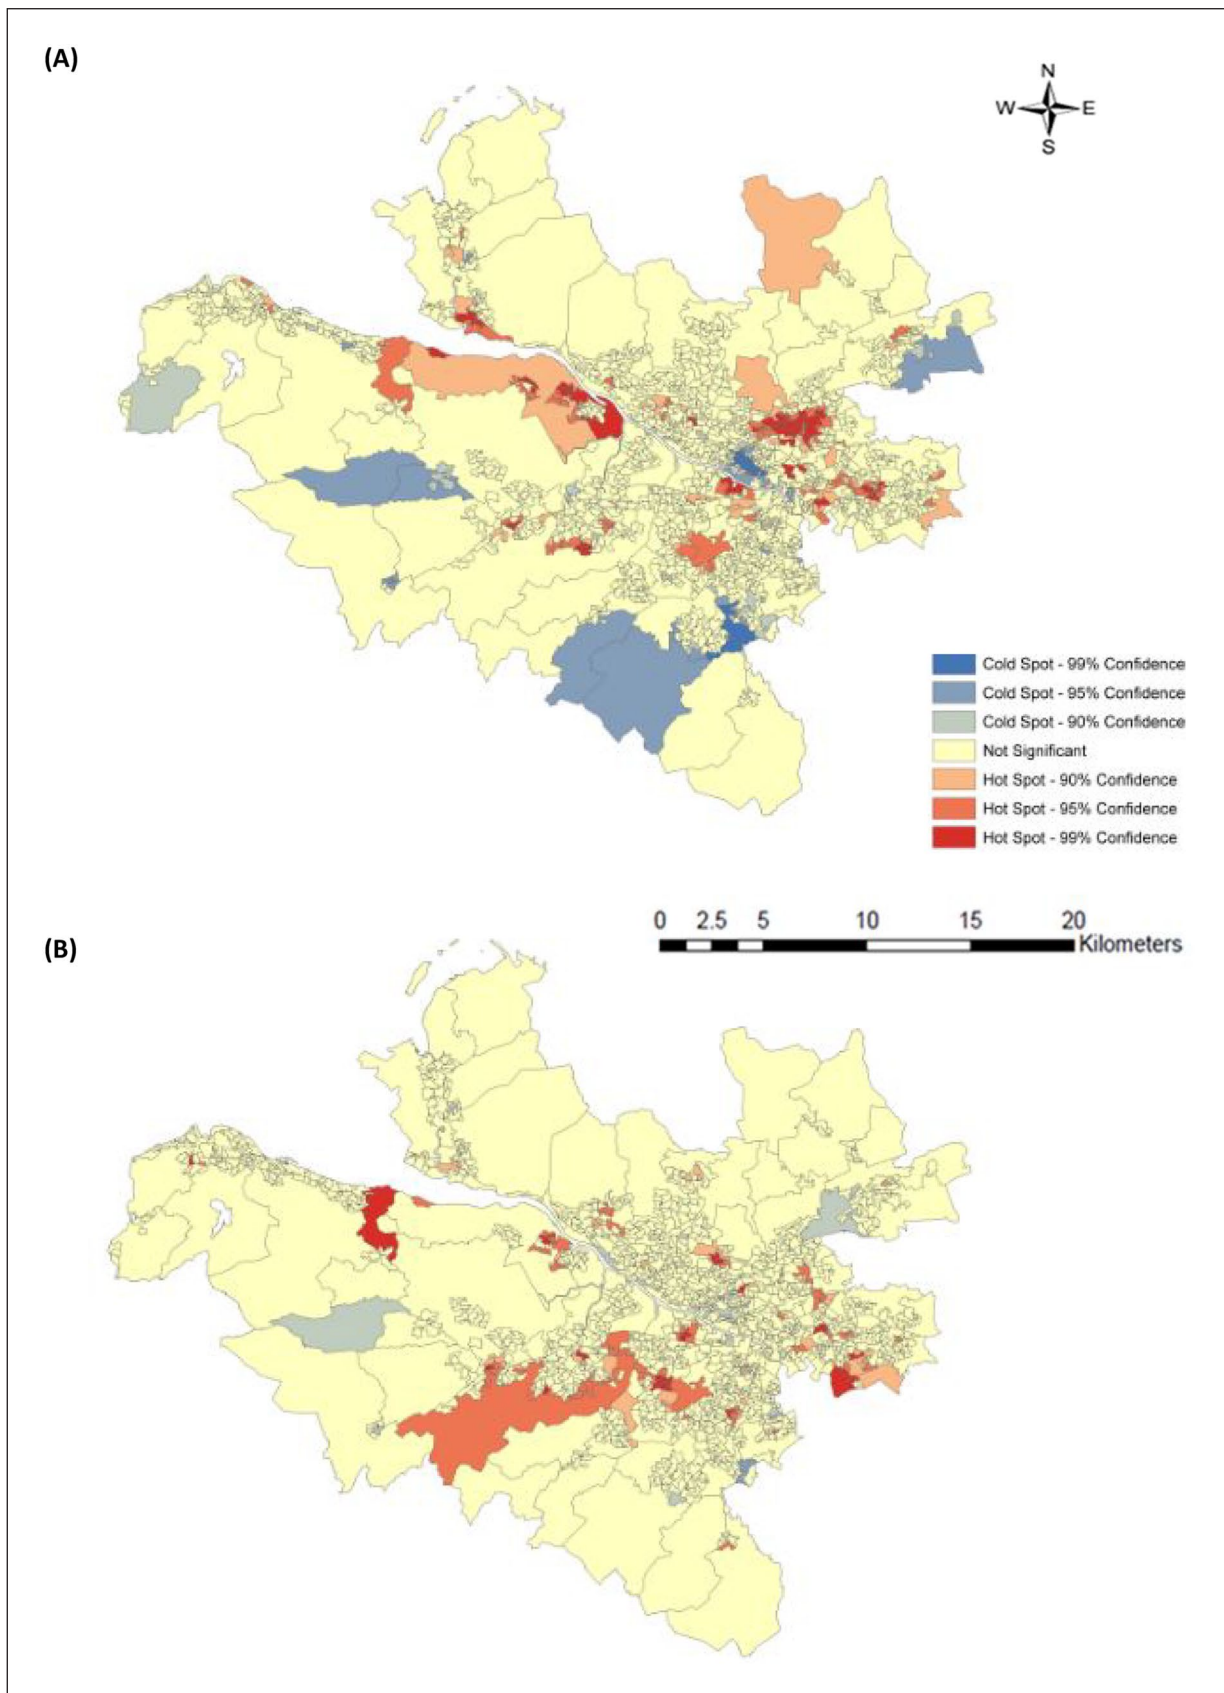 (A)
N
W E
S
Cold Spot - 99% Confidence
Cold Spot - 95% Confidence
Cold Spot - 90% Confidence
Not Significant
Hot Spot - 90% Confidence
Hot Spot - 95% Confidence
Hot Spot - 99% Confidence
0 2.5 5 10 15 20
Kilometers
(B)